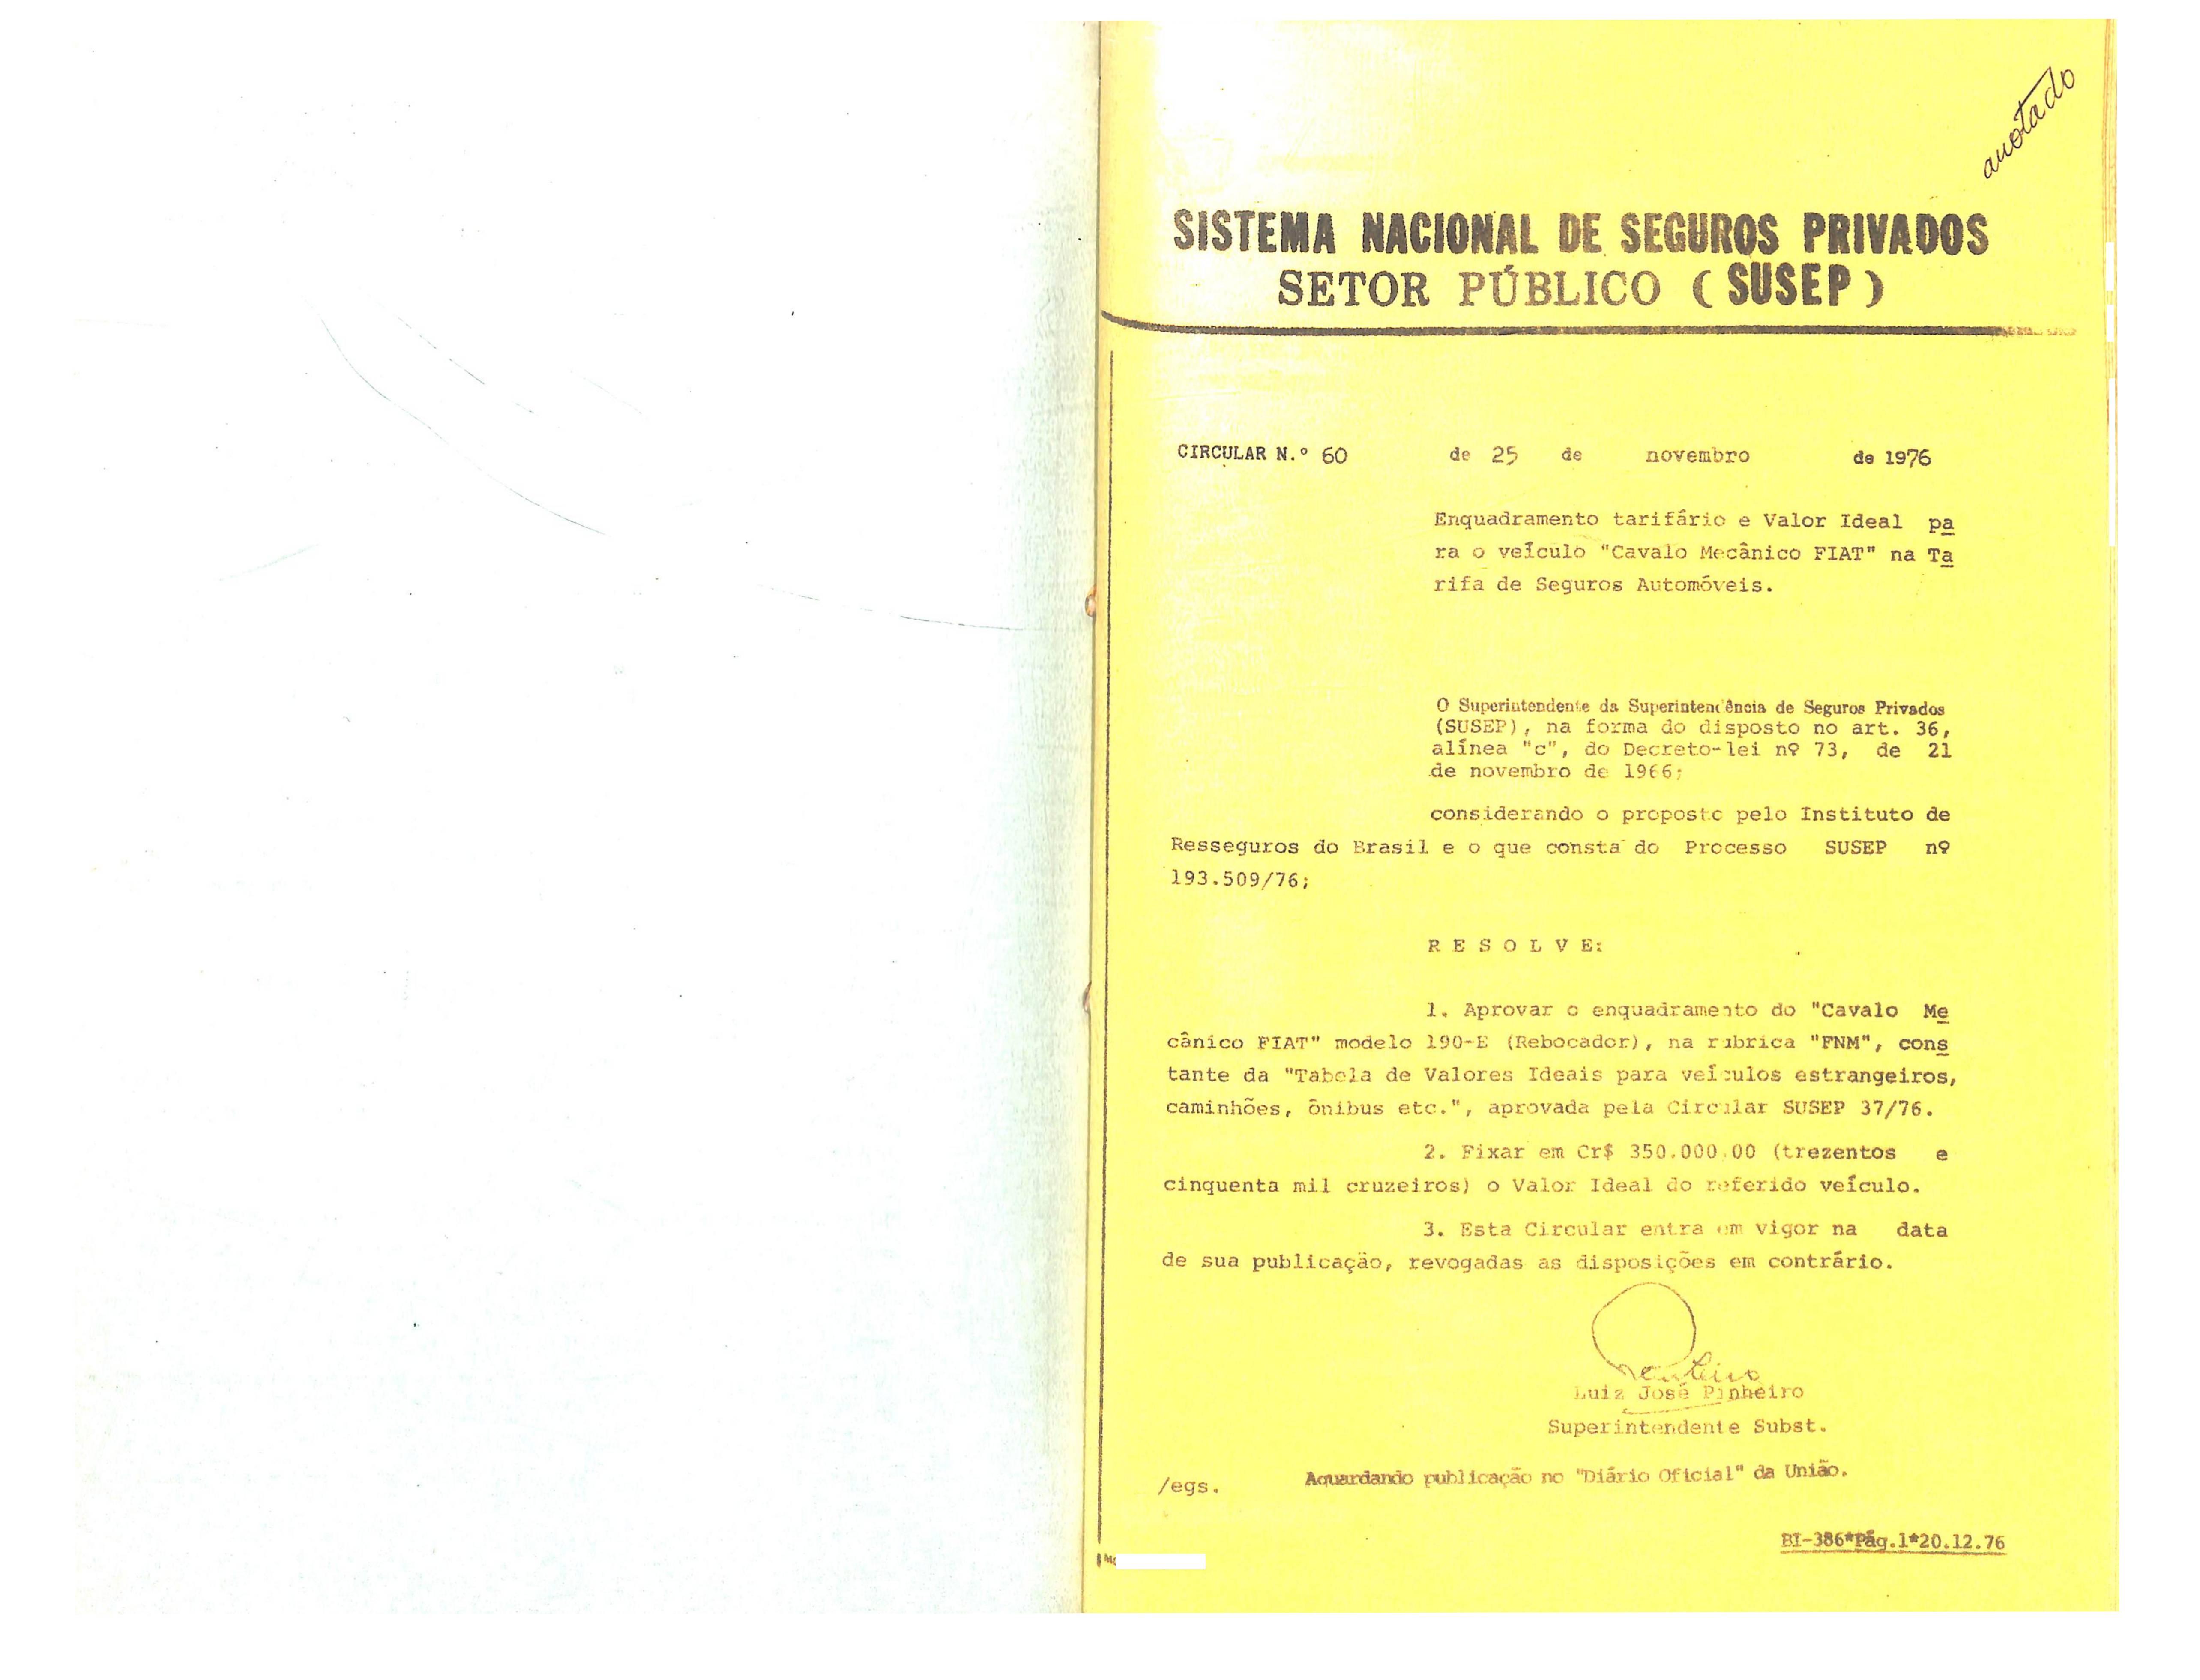 anotado
SISTEMA NACIONAL DE SEGUROS PRIVADOS
SETOR PÚBLICO (SUSEP)
CIRCULAR N.º 60 de 25 de novembro de 1976
Enquadramento tarifário e Valor Ideal pa
ra o veículo "Cavalo Mecânico FIAT" na Ta
rifa de Seguros Automóveis.
O Superintendente da Superintendência de Seguros Privados
(SUSEP), na forma do disposto no art. 36,
alínea "c", do Decreto-lei nº 73, de 21
de novembro de 1966;
considerando o proposto pelo Instituto de
Resseguros do Brasil e o que consta do Processo SUSEP nº
193.509/76;
R E S O L V E:
1. Aprovar o enquadramento do "Cavalo Me
cânico FIAT" modelo 190-E (Rebocador), na rubrica "FNM", cons
tante da "Tabela de Valores Ideais para veículos estrangeiros,
caminhões, ônibus etc.", aprovada pela Circular SUSEP 37/76.
2. Fixar em Cr$ 350.000,00 (trezentos e
cinquenta mil cruzeiros) o Valor Ideal do referido veículo.
3. Esta Circular entra em vigor na data
de sua publicação, revogadas as disposições em contrário.
Luiz José Pinheiro
Superintendente Subst.
/egs. Aguardando publicação no "Diário Oficial" da União.
BI-386*Pág.1*20.12.76